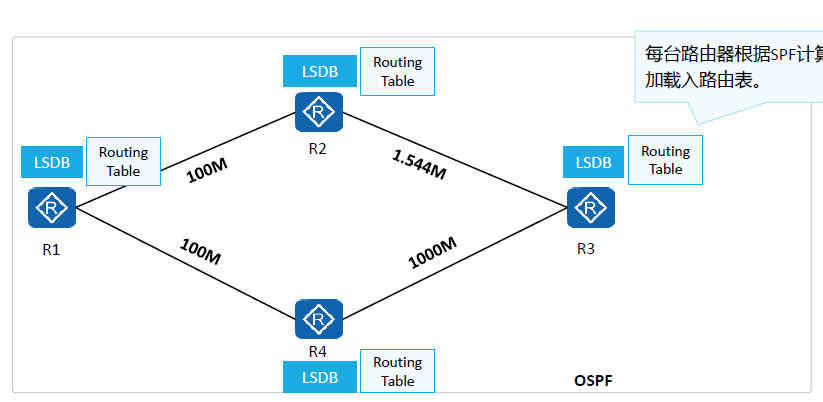 每台路由器根据SPF计算
加载入路由表。
LSDB
Routing
Table
R
R2
LSDB
Routing
Table
R
R1
100M
1.544M
LSDB
Routing
Table
R
R3
100M
1000M
R
R4
LSDB
Routing
Table
OSPF